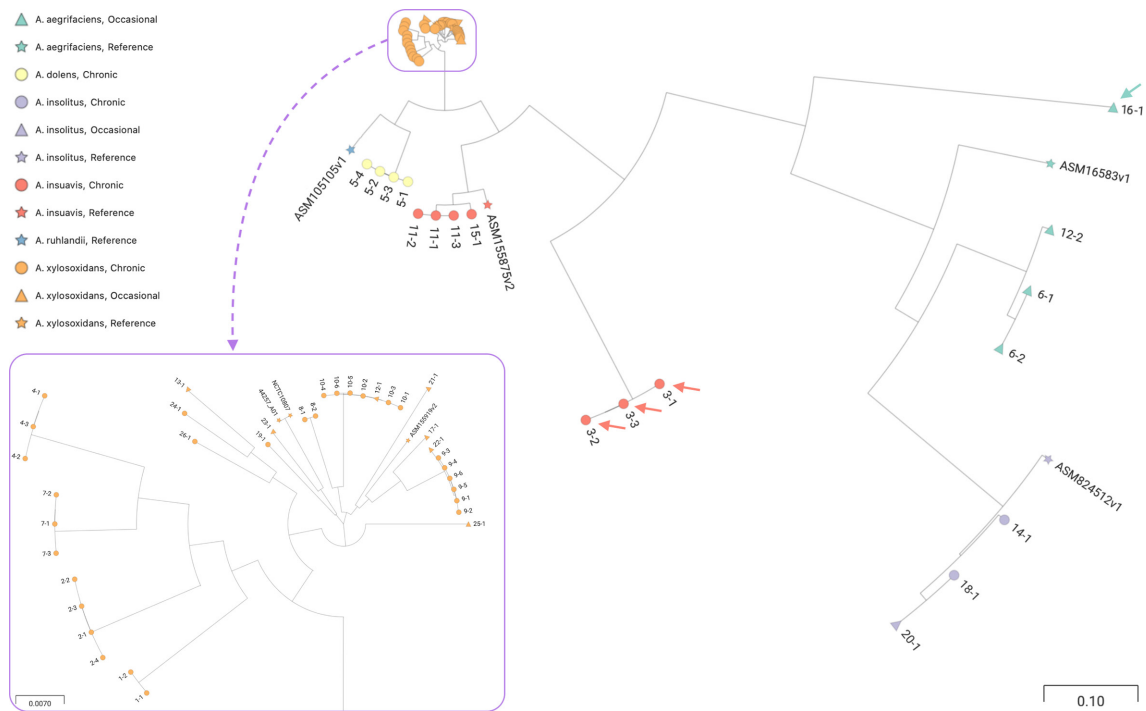 A. aegrifaciens, Occasional
A. aegrifaciens, Reference
A. dolens, Chronic
A. insolitus, Chronic
A. insolitus, Occasional
A. insolitus, Reference
A. insuavis, Chronic
A. insuavis, Reference
A. ruhlandii, Reference
A. xylosoxidans, Chronic
A. xylosoxidans, Occasional
A. xylosoxidans, Reference
ASM105105v1
5-4
5-2
5-3
5-1
11-2
11-1
11-3
15-1
ASM155875v2
16-1
ASM16583v1
12-2
6-1
6-2
3-1
3-3
3-2
ASM824512v1
14-1
18-1
20-1
0.10
4-1
4-3
4-2
7-2
7-1
7-3
2-2
2-3
2-1
2-4
1-2
1-1
13-1
24-1
26-1
NCTC10807
44257_A01
23-1
19-1
8-1
8-2
10-4
10-6
10-5
10-2
12-1
10-3
10-1
21-1
ASM155919v2
17-1
22-1
9-3
9-4
9-6
9-5
9-1
9-2
25-1
0.0070